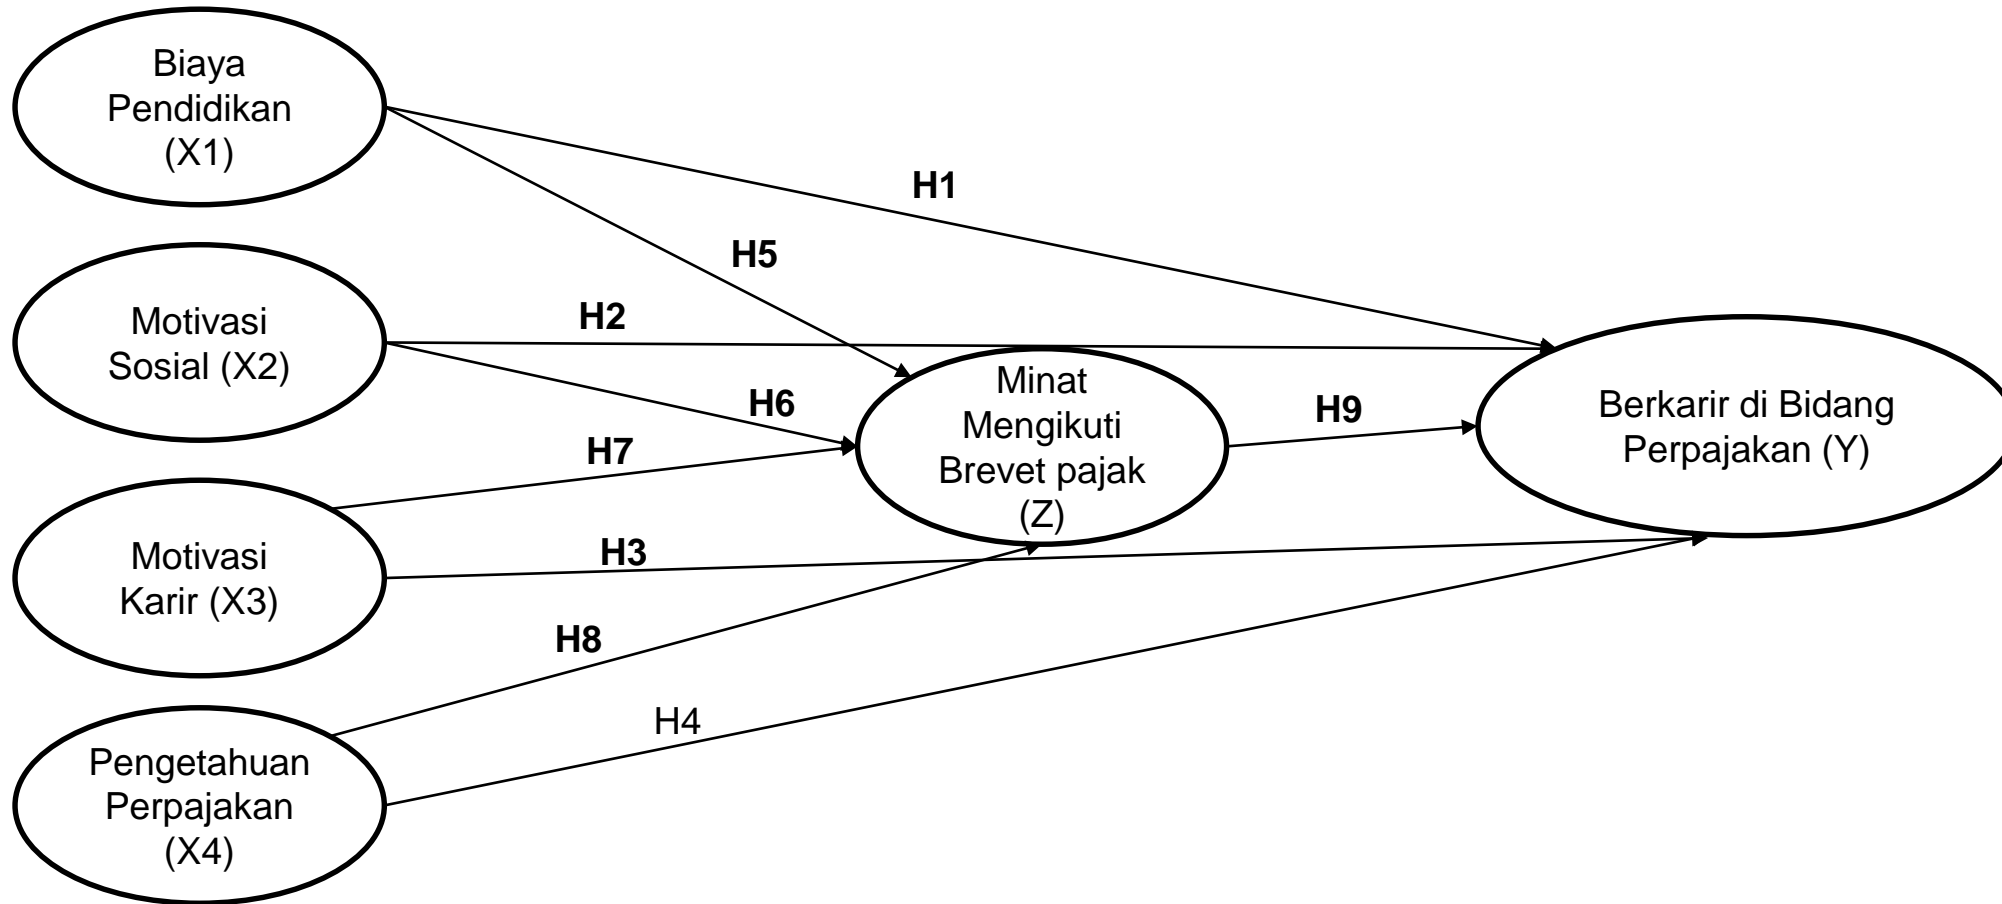 Biaya
Pendidikan
(X1)
H1
H5
Motivasi
Sosial (X2)
H2
H6
Minat
Mengikuti
Brevet pajak
(Z)
H9
Berkarir di Bidang
Perpajakan (Y)
H7
Motivasi
Karir (X3)
H3
H8
H4
Pengetahuan
Perpajakan
(X4)